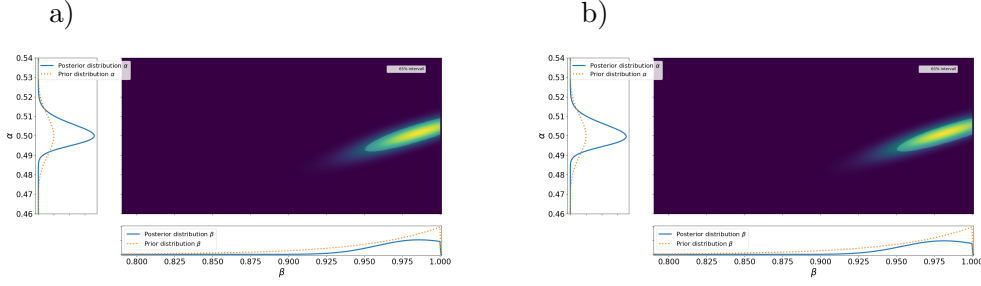 a)
Posterior distribution α
Prior distribution α
65% intervall
0.54
0.53
0.52
0.51
0.50
0.49
0.48
0.47
0.46
α
Posterior distribution β
Prior distribution β
0.800 0.825 0.850 0.875 0.900 0.925 0.950 0.975 1.000
β
b)
Posterior distribution α
Prior distribution α
65% intervall
0.54
0.53
0.52
0.51
0.50
0.49
0.48
0.47
0.46
α
Posterior distribution β
Prior distribution β
0.800 0.825 0.850 0.875 0.900 0.925 0.950 0.975 1.000
β